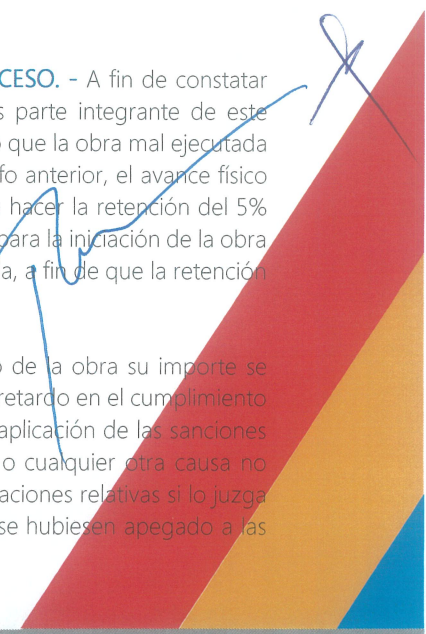 CESO. - A fin de constatar
s parte integrante de este
o que la obra mal ejecutada
fo anterior, el avance físico
hacer la retención del 5%
para la iniciación de la obra
a, a fin de que la retención
o de la obra su importe se
retardo en el cumplimiento
aplicación de las sanciones
o cualquier otra causa no
aciones relativas si lo juzga
se hubiesen apegado a las